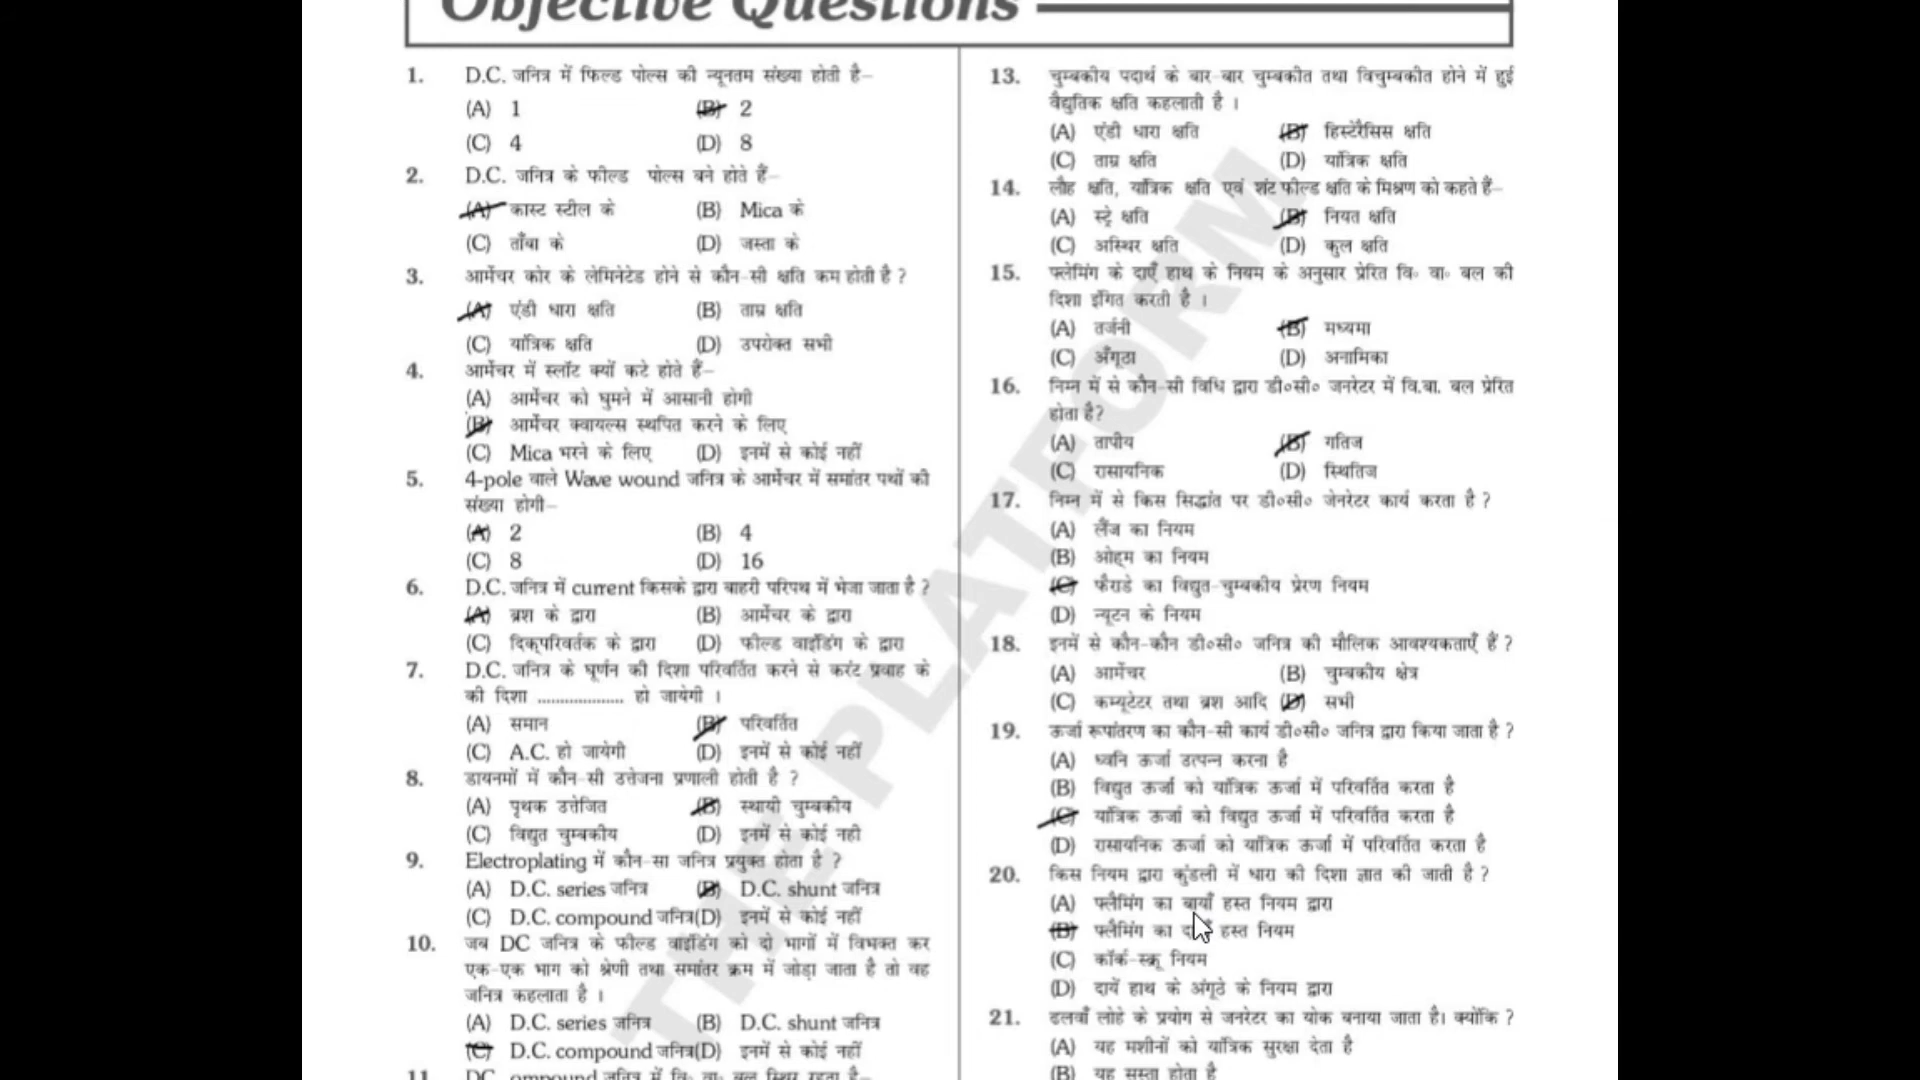 Objective Questions
1. D.C. जनित्र में फिल्ड पोल्स की न्यूनतम संख्या होती है–
(A) 1 (B) 2
(C) 4 (D) 8
2. D.C. जनित्र के फील्ड पोल्स बने होते हैं–
(A) कास्ट स्टील के (B) Mica के
(C) ताँबा के (D) जस्ता के
3. आर्मेचर कोर के लेमिनेटेड होने से कौन-सी क्षति कम होती है ?
(A) एंडी धारा क्षति (B) ताम्र क्षति
(C) यांत्रिक क्षति (D) उपरोक्त सभी
4. आर्मेचर में स्लॉट क्यों कटे होते हैं–
(A) आर्मेचर को घुमने में आसानी होगी
(B) आर्मेचर क्वायल्स स्थपित करने के लिए
(C) Mica भरने के लिए (D) इनमें से कोई नहीं
5. 4-pole वाले Wave wound जनित्र के आर्मेचर में समांतर पथों की
संख्या होगी–
(A) 2 (B) 4
(C) 8 (D) 16
6. D.C. जनित्र में current किसके द्वारा बाहरी परिपथ में भेजा जाता है ?
(A) ब्रश के द्वारा (B) आर्मेचर के द्वारा
(C) दिक्‌परिवर्तक के द्वारा (D) फील्ड वाइंडिंग के द्वारा
7. D.C. जनित्र के घूर्णन की दिशा परिवर्तित करने से करंट प्रवाह के
की दिशा ..................... हो जायेगी ।
(A) समान (B) परिवर्तित
(C) A.C. हो जायेगी (D) इनमें से कोई नहीं
8. डायनमों में कौन-सी उत्तेजना प्रणाली होती है ?
(A) पृथक उत्तेजित (B) स्थायी चुम्बकीय
(C) विद्युत चुम्बकीय (D) इनमें से कोई नही
9. Electroplating में कौन-सा जनित्र प्रयुक्त होता है ?
(A) D.C. series जनित्र (B) D.C. shunt जनित्र
(C) D.C. compound जनित्र (D) इनमें से कोई नहीं
10. जब DC जनित्र के फील्ड वाइंडिंग को दो भागों में विभक्त कर
एक-एक भाग को श्रेणी तथा समांतर क्रम में जोड़ा जाता है तो वह
जनित्र कहलाता है ।
(A) D.C. series जनित्र (B) D.C. shunt जनित्र
(C) D.C. compound जनित्र (D) इनमें से कोई नहीं
11. DC ompound जनित्र में वि॰ वा॰ बल स्थिर रहता है–
13. चुम्बकीय पदार्थ के बार-बार चुम्बकीत तथा विचुम्बकीत होने में हुई
वैद्युतिक क्षति कहलाती है ।
(A) एंडी धारा क्षति (B) हिस्टेरैसिस क्षति
(C) ताम्र क्षति (D) यांत्रिक क्षति
14. लौह क्षति, यांत्रिक क्षति एवं शंट फील्ड क्षति के मिश्रण को कहते हैं–
(A) स्ट्रे क्षति (B) नियत क्षति
(C) अस्थिर क्षति (D) कुल क्षति
15. फ्लेमिंग के दाएँ हाथ के नियम के अनुसार प्रेरित वि॰ वा॰ बल की
दिशा इंगित करती है ।
(A) तर्जनी (B) मध्यमा
(C) अँगूठा (D) अनामिका
16. निम्न में से कौन-सी विधि द्वारा डी॰सी॰ जनरेटर में वि.बा. बल प्रेरित
होता है?
(A) तापीय (B) गतिज
(C) रासायनिक (D) स्थितिज
17. निम्न में से किस सिद्धांत पर डी॰सी॰ जेनरेटर कार्य करता है ?
(A) लैंज का नियम
(B) ओह्म का नियम
(C) फैराडे का विद्युत-चुम्बकीय प्रेरण नियम
(D) न्यूटन के नियम
18. इनमें से कौन-कौन डी॰सी॰ जनित्र की मौलिक आवश्यकताएँ हैं ?
(A) आर्मेचर (B) चुम्बकीय क्षेत्र
(C) कम्यूटेटर तथा ब्रश आदि (D) सभी
19. ऊर्जा रूपांतरण का कौन-सी कार्य डी॰सी॰ जनित्र द्वारा किया जाता है ?
(A) ध्वनि ऊर्जा उत्पन्न करना है
(B) विद्युत ऊर्जा को यांत्रिक ऊर्जा में परिवर्तित करता है
(C) यांत्रिक ऊर्जा को विद्युत ऊर्जा में परिवर्तित करता है
(D) रासायनिक ऊर्जा को यांत्रिक ऊर्जा में परिवर्तित करता है
20. किस नियम द्वारा कुंडली में धारा की दिशा ज्ञात की जाती है ?
(A) फ्लैमिंग का बायाँ हस्त नियम द्वारा
(B) फ्लैमिंग का हस्त नियम
(C) कॉर्क-स्क्रू नियम
(D) दायें हाथ के अंगूठे के नियम द्वारा
21. ढलवाँ लोहे के प्रयोग से जनरेटर का योक बनाया जाता है। क्योंकि ?
(A) यह मशीनों को यांत्रिक सुरक्षा देता है
(B) यह सस्ता होता है
THE PLATFORM